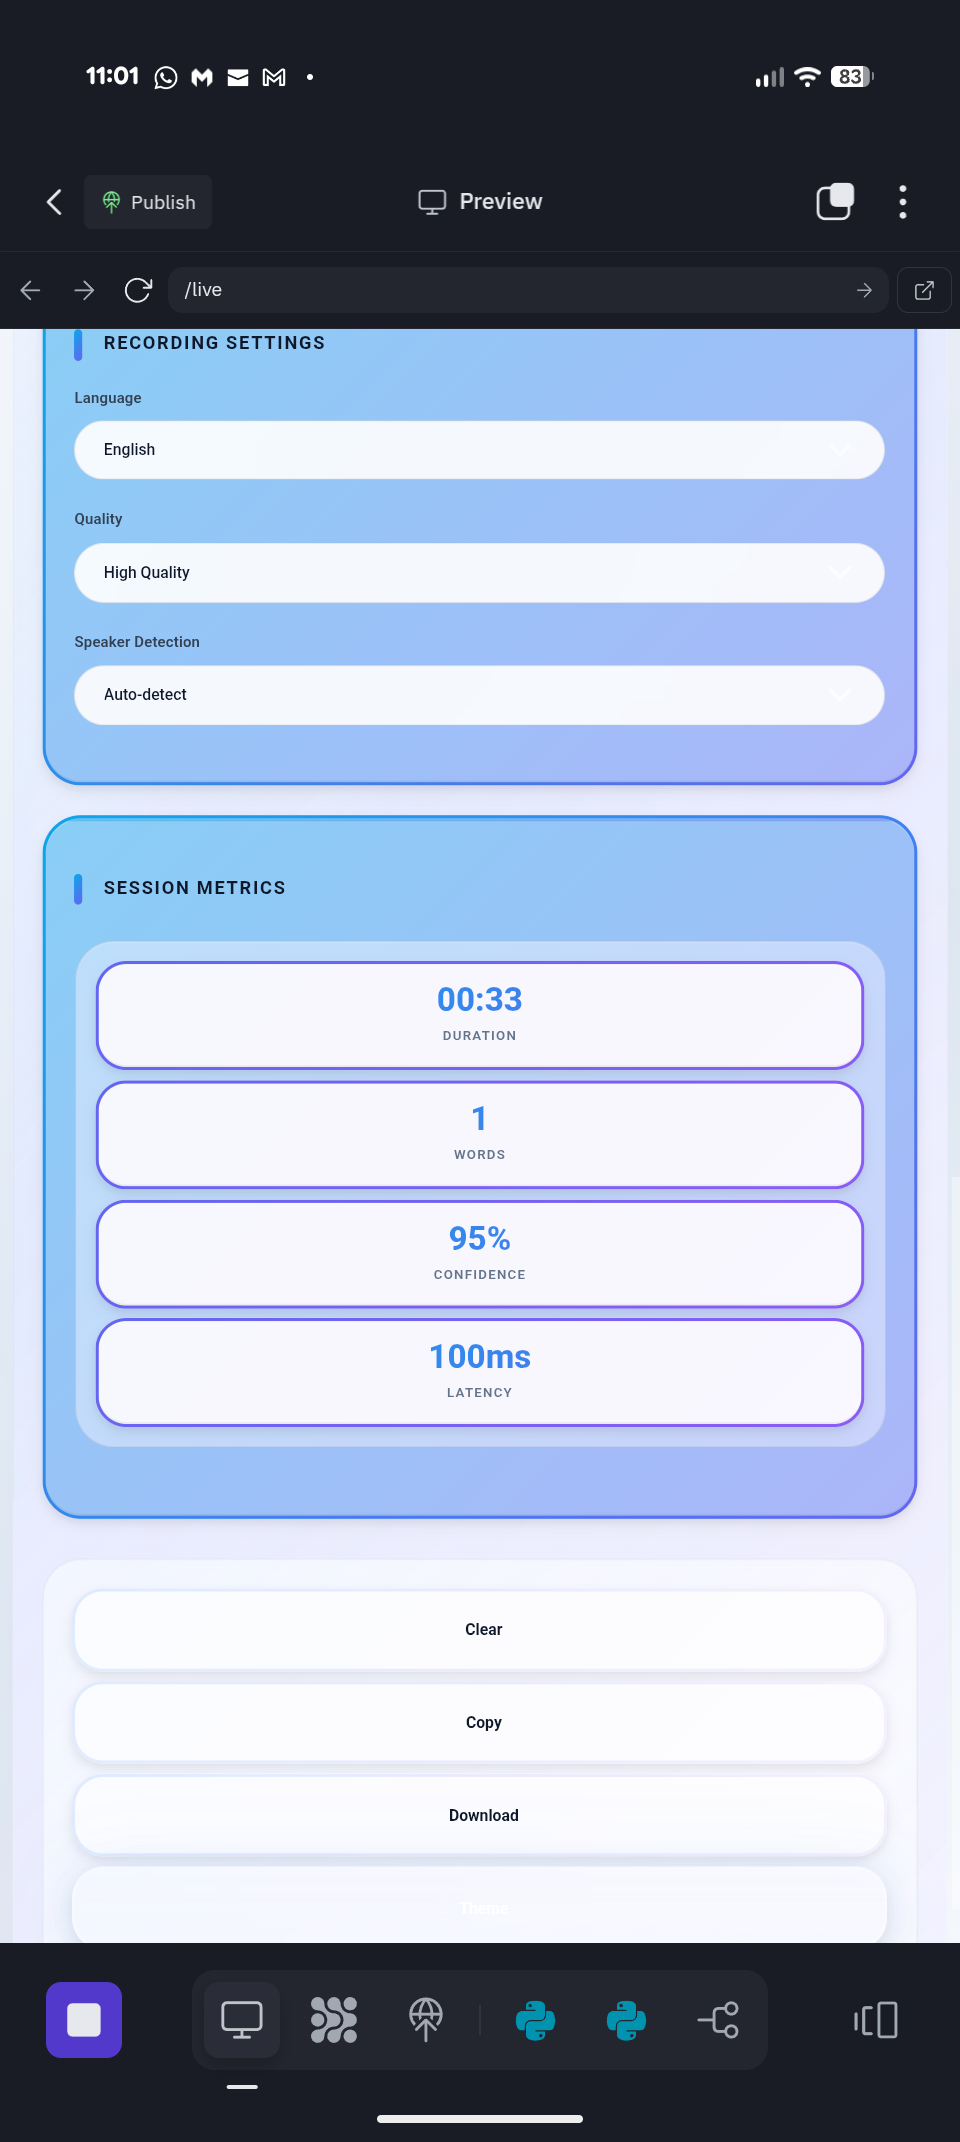 11:01
83
Publish
Preview
/live
RECORDING SETTINGS
Language
English
Quality
High Quality
Speaker Detection
Auto-detect
SESSION METRICS
00:33
DURATION
1
WORDS
95%
CONFIDENCE
100ms
LATENCY
Clear
Copy
Download
Theme